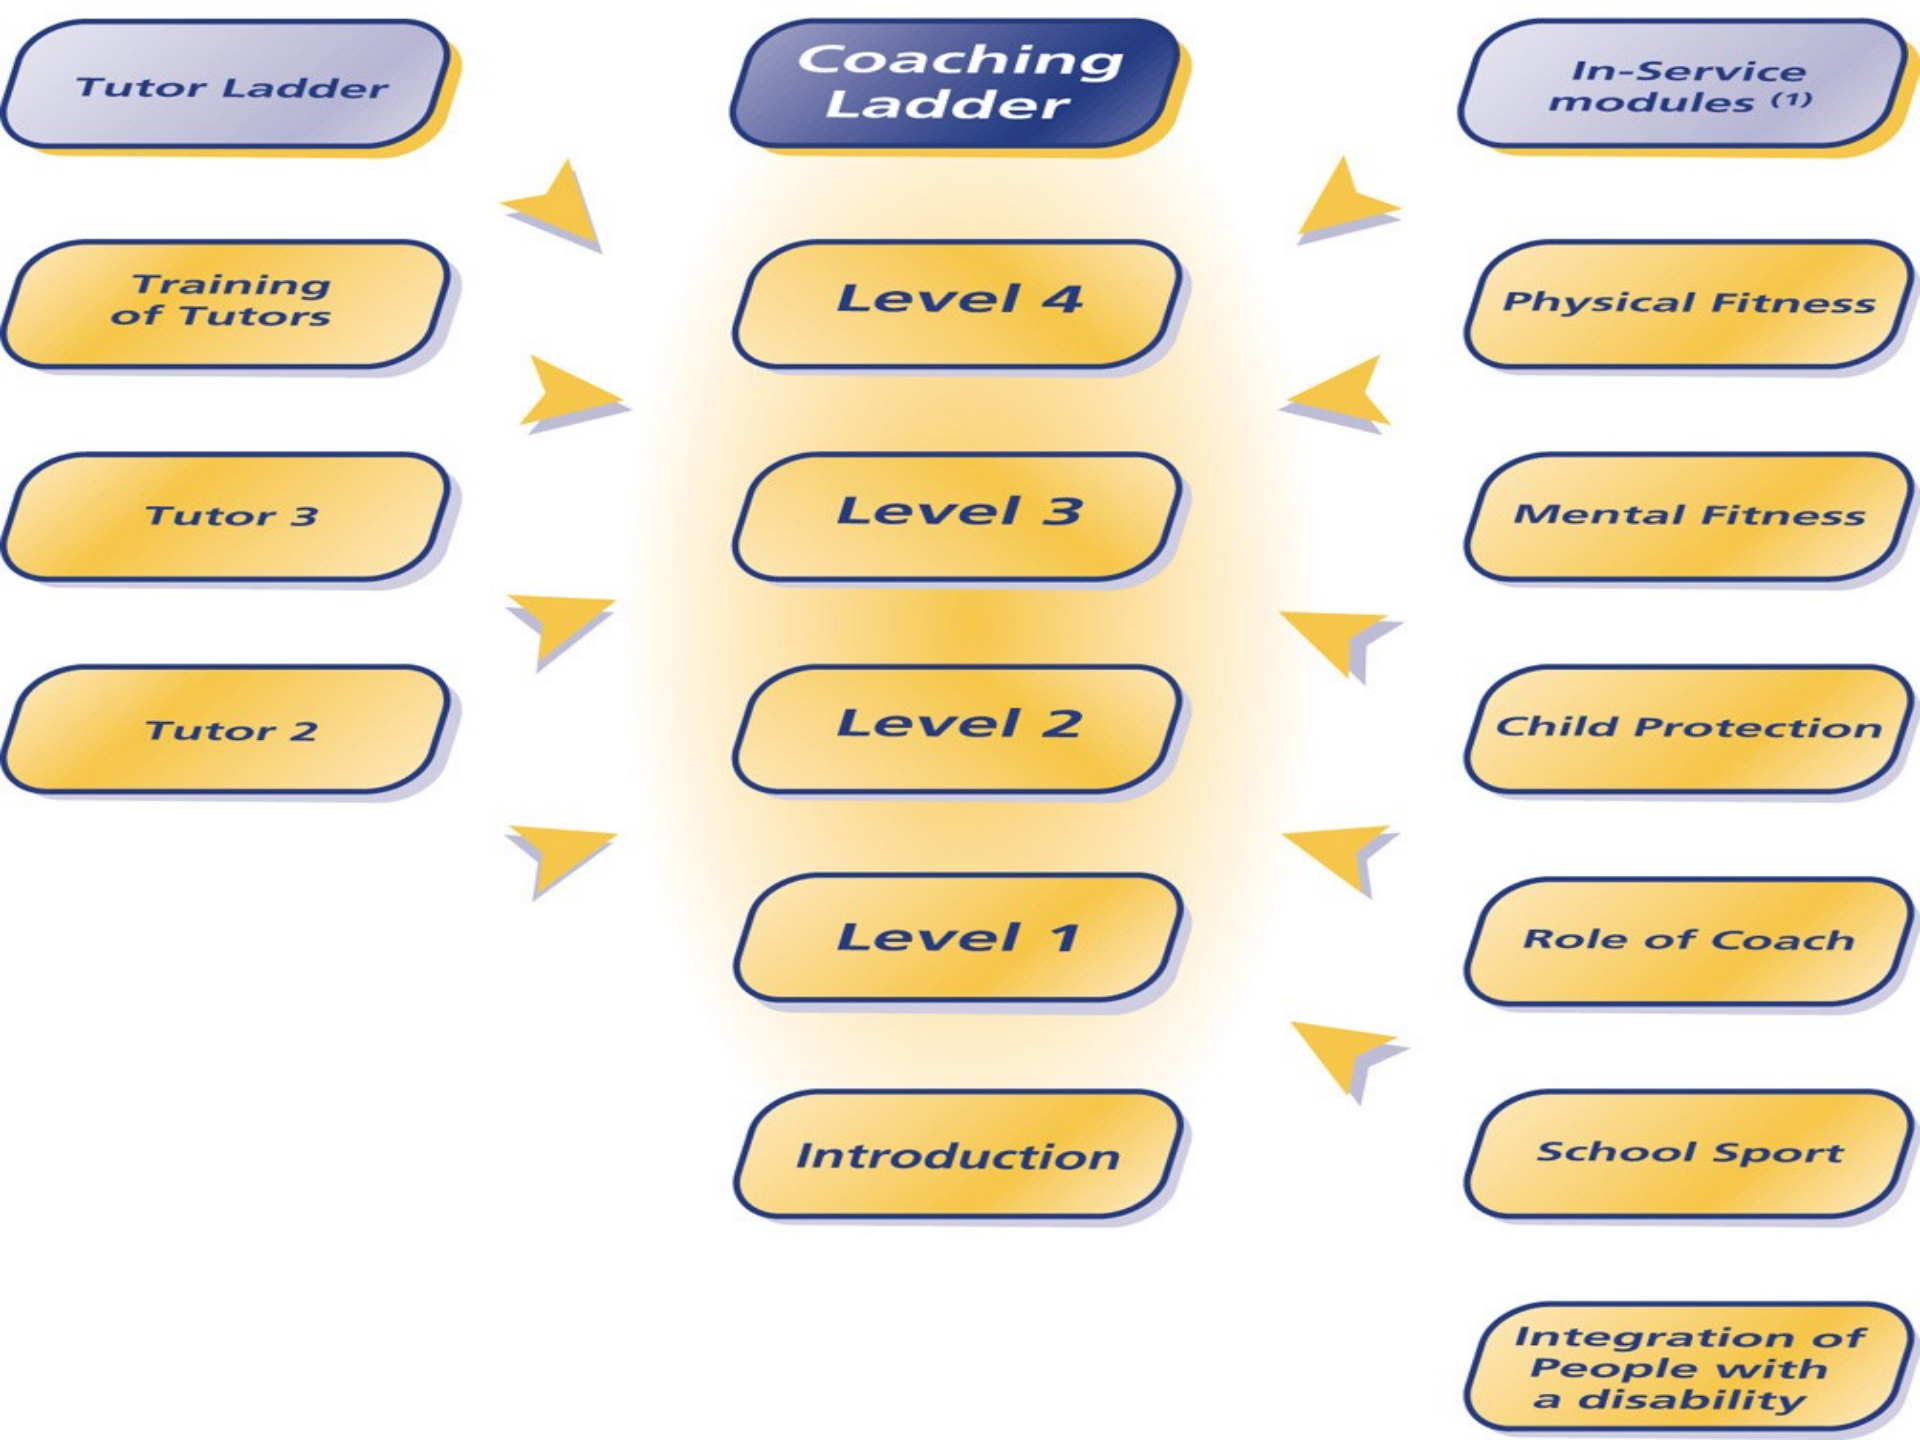 Tutor Ladder
Training
of Tutors
Tutor 3
Tutor 2
Coaching
Ladder
Level 4
Level 3
Level 2
Level 1
Introduction
In-Service
modules (1)
Physical Fitness
Mental Fitness
Child Protection
Role of Coach
School Sport
Integration of
People with
a disability